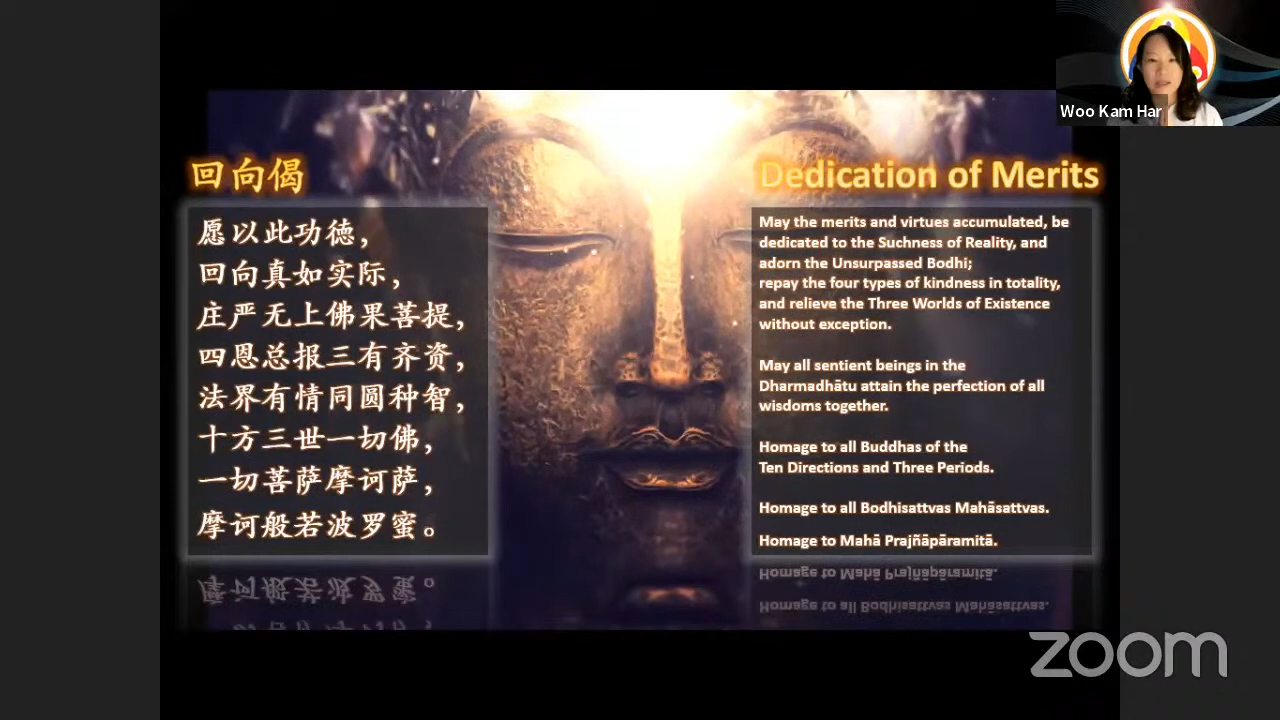 Woo Kam Har
回向偈
愿以此功德，
回向真如实际，
庄严无上佛果菩提，
四恩总报三有齐资，
法界有情同圆种智，
十方三世一切佛，
一切菩萨摩诃萨，
摩诃般若波罗蜜。
Dedication of Merits
May the merits and virtues accumulated, be
dedicated to the Suchness of Reality, and
adorn the Unsurpassed Bodhi;
repay the four types of kindness in totality,
and relieve the Three Worlds of Existence
without exception.
May all sentient beings in the
Dharmadhātu attain the perfection of all
wisdoms together.
Homage to all Buddhas of the
Ten Directions and Three Periods.
Homage to all Bodhisattvas Mahāsattvas.
Homage to Mahā Prajñāpāramitā.
zoom